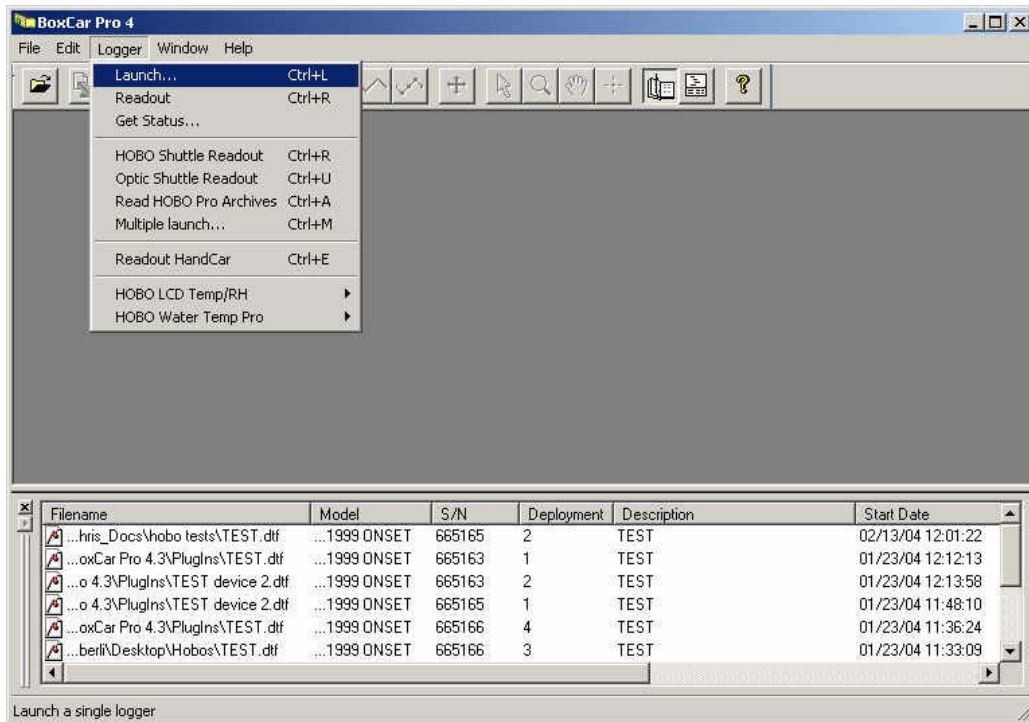 BoxCar Pro 4
File Edit Logger Window Help
Launch... Ctrl+L
Readout Ctrl+R
Get Status...
HOBO Shuttle Readout Ctrl+R
Optic Shuttle Readout Ctrl+U
Read HOBO Pro Archives Ctrl+A
Multiple launch... Ctrl+M
Readout HandCar Ctrl+E
HOBO LCD Temp/RH
HOBO Water Temp Pro
Filename Model S/N Deployment Description Start Date
...hris_Docs\hobo tests\TEST.dtf ...1999 ONSET 665165 2 TEST 02/13/04 12:01:22
...oxCar Pro 4.3\PlugIns\TEST.dtf ...1999 ONSET 665163 1 TEST 01/23/04 12:12:13
...o 4.3\PlugIns\TEST device 2.dtf ...1999 ONSET 665163 2 TEST 01/23/04 12:13:58
...o 4.3\PlugIns\TEST device 2.dtf ...1999 ONSET 665165 1 TEST 01/23/04 11:48:10
...oxCar Pro 4.3\PlugIns\TEST.dtf ...1999 ONSET 665166 4 TEST 01/23/04 11:36:24
...berli\Desktop\Hobos\TEST.dtf ...1999 ONSET 665166 3 TEST 01/23/04 11:33:09
Launch a single logger